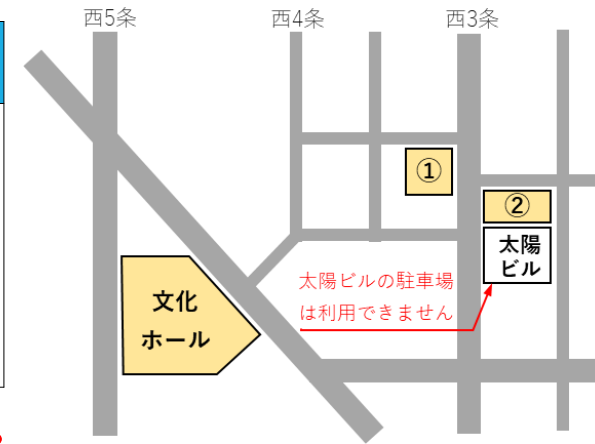 西5条
西4条
西3条
①
②
太陽
ビル
太陽ビルの駐車場
は利用できません
文化
ホール